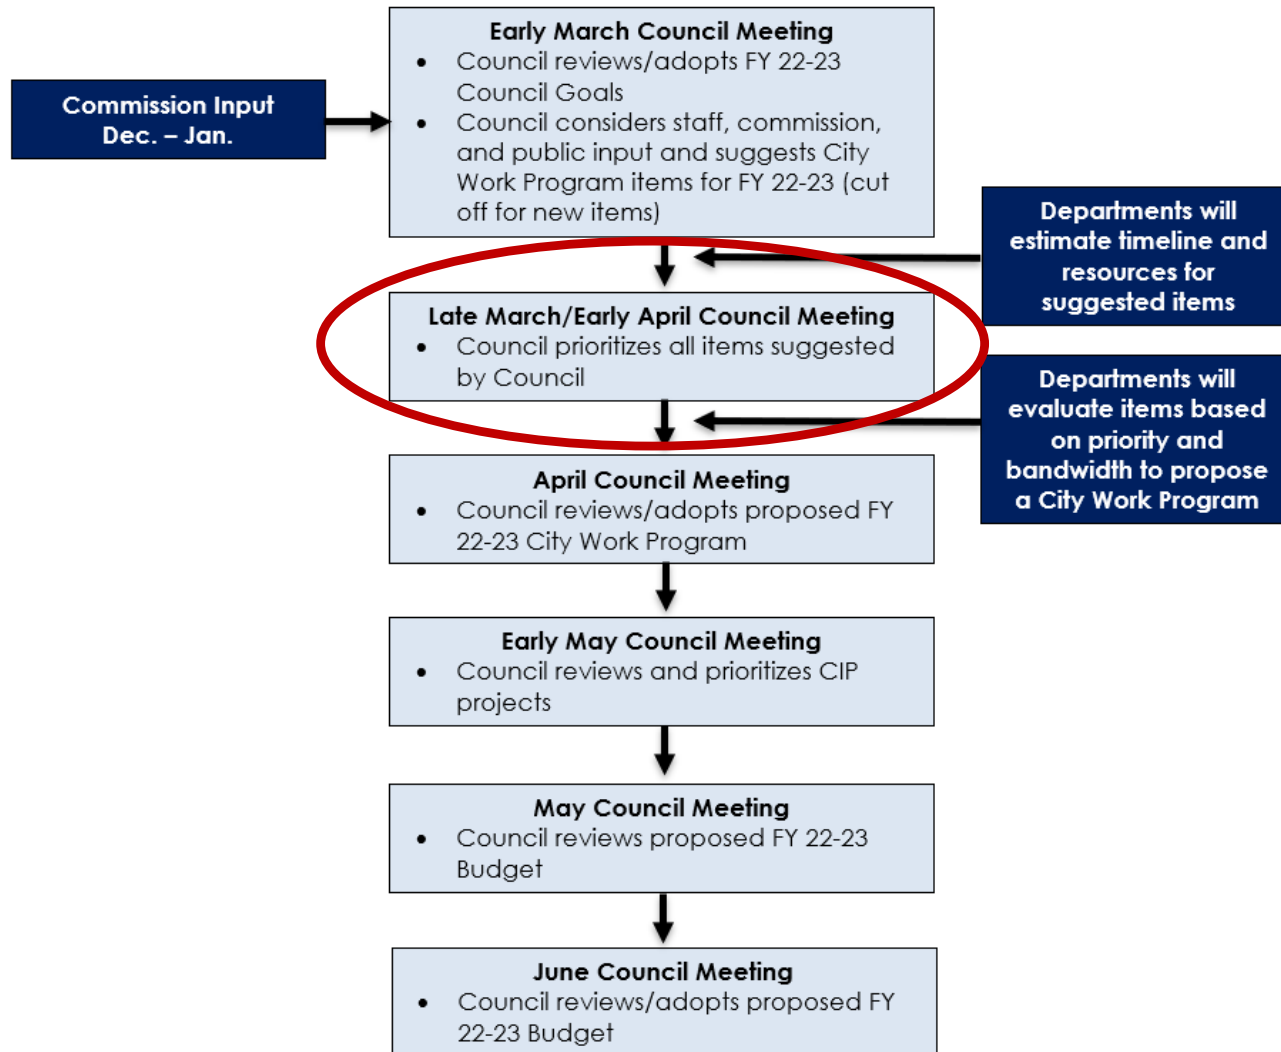 Early March Council Meeting
• Council reviews/adopts FY 22-23
Council Goals
• Council considers staff, commission,
and public input and suggests City
Work Program items for FY 22-23 (cut
off for new items)
Commission Input
Dec. – Jan.
Departments will
estimate timeline and
resources for
suggested items
Late March/Early April Council Meeting
• Council prioritizes all items suggested
by Council
Departments will
evaluate items based
on priority and
bandwidth to propose
a City Work Program
April Council Meeting
• Council reviews/adopts proposed FY
22-23 City Work Program
Early May Council Meeting
• Council reviews and prioritizes CIP
projects
May Council Meeting
• Council reviews proposed FY 22-23
Budget
June Council Meeting
• Council reviews/adopts proposed FY
22-23 Budget